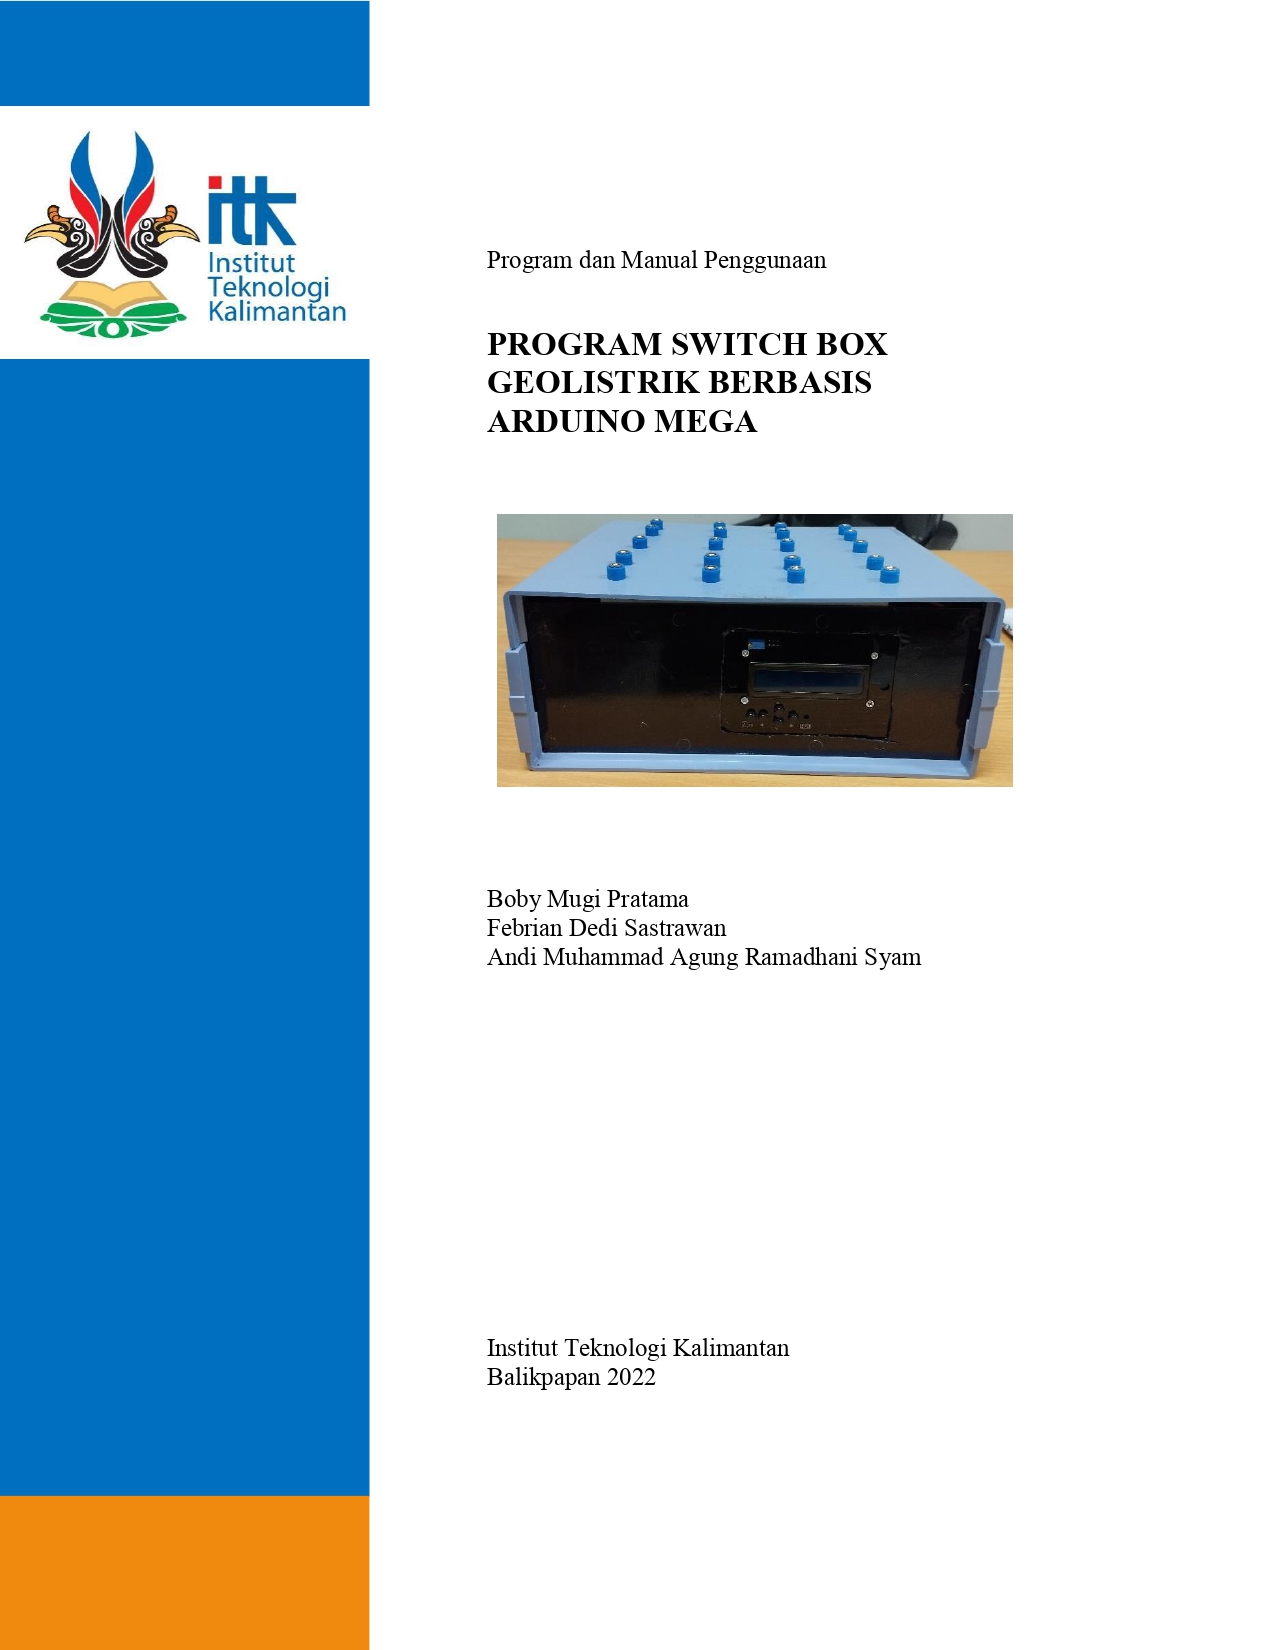 itk
Institut
Teknologi
Kalimantan
Program dan Manual Penggunaan
PROGRAM SWITCH BOX
GEOLISTRIK BERBASIS
ARDUINO MEGA
Boby Mugi Pratama
Febrian Dedi Sastrawan
Andi Muhammad Agung Ramadhani Syam
Institut Teknologi Kalimantan
Balikpapan 2022